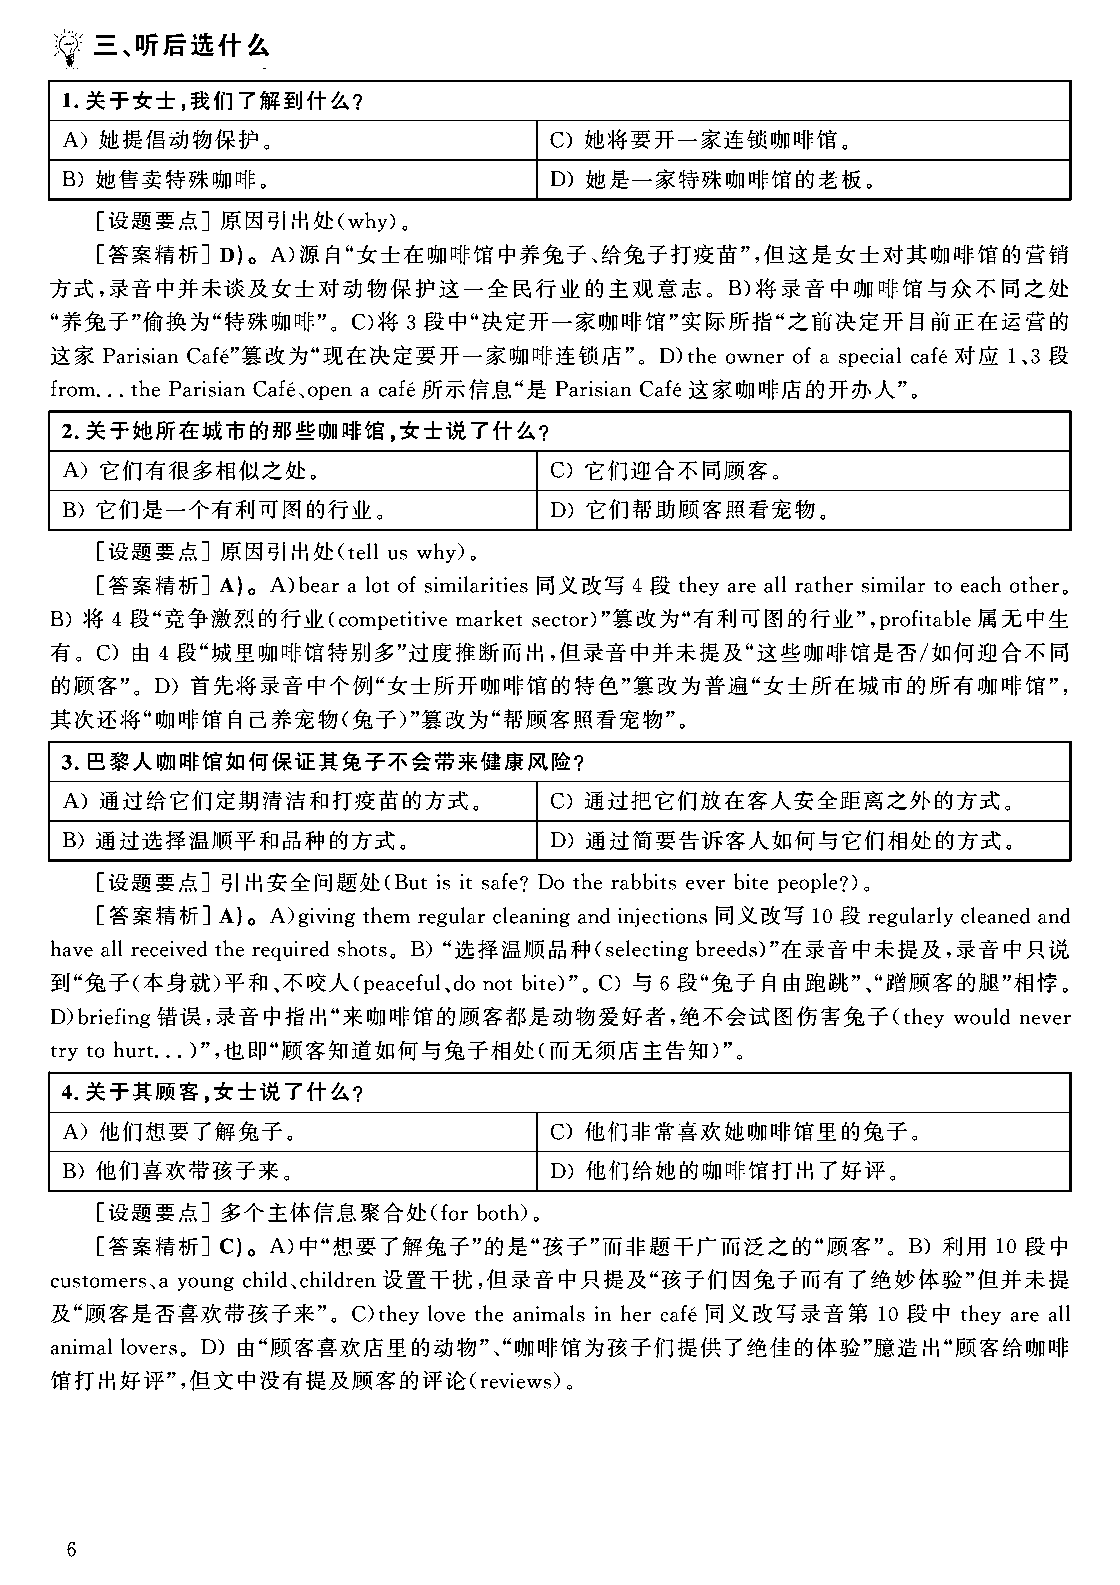 三、听后选什么
1. 关于女士,我们了解到什么?
A) 她提倡动物保护。
C) 她将要开一家连锁咖啡馆。
B) 她售卖特殊咖啡。
D) 她是一家特殊咖啡馆的老板。
[设题要点] 原因引出处(why)。
[答案精析] D)。A)源自“女士在咖啡馆中养兔子、给兔子打疫苗”,但这是女士对其咖啡馆的营销
方式,录音中并未谈及女士对动物保护这一全民行业的主观意志。B)将录音中咖啡馆与众不同之处
“养兔子”偷换为“特殊咖啡”。C)将 3 段中“决定开一家咖啡馆”实际所指“之前决定开目前正在运营的
这家 Parisian Café”篡改为“现在决定要开一家咖啡连锁店”。D)the owner of a special café 对应 1、3 段
from... the Parisian Café、open a café 所示信息“是 Parisian Café 这家咖啡店的开办人”。
2. 关于她所在城市的那些咖啡馆,女士说了什么?
A) 它们有很多相似之处。
C) 它们迎合不同顾客。
B) 它们是一个有利可图的行业。
D) 它们帮助顾客照看宠物。
[设题要点] 原因引出处(tell us why)。
[答案精析] A)。A)bear a lot of similarities 同义改写 4 段 they are all rather similar to each other。
B) 将 4 段“竞争激烈的行业(competitive market sector)”篡改为“有利可图的行业”,profitable 属无中生
有。C) 由 4 段“城里咖啡馆特别多”过度推断而出,但录音中并未提及“这些咖啡馆是否/如何迎合不同
的顾客”。D) 首先将录音中个例“女士所开咖啡馆的特色”篡改为普遍“女士所在城市的所有咖啡馆”,
其次还将“咖啡馆自己养宠物(兔子)”篡改为“帮顾客照看宠物”。
3. 巴黎人咖啡馆如何保证其兔子不会带来健康风险?
A) 通过给它们定期清洁和打疫苗的方式。
C) 通过把它们放在客人安全距离之外的方式。
B) 通过选择温顺平和品种的方式。
D) 通过简要告诉客人如何与它们相处的方式。
[设题要点] 引出安全问题处(But is it safe? Do the rabbits ever bite people?)。
[答案精析] A)。A)giving them regular cleaning and injections 同义改写 10 段 regularly cleaned and
have all received the required shots。B) “选择温顺品种(selecting breeds)”在录音中未提及,录音中只说
到“兔子(本身就)平和、不咬人(peaceful、do not bite)”。C) 与 6 段“兔子自由跑跳”、“蹭顾客的腿”相悖。
D)briefing 错误,录音中指出“来咖啡馆的顾客都是动物爱好者,绝不会试图伤害兔子(they would never
try to hurt...)”,也即“顾客知道如何与兔子相处(而无须店主告知)”。
4. 关于其顾客,女士说了什么?
A) 他们想要了解兔子。
C) 他们非常喜欢她咖啡馆里的兔子。
B) 他们喜欢带孩子来。
D) 他们给她的咖啡馆打出了好评。
[设题要点] 多个主体信息聚合处(for both)。
[答案精析] C)。A)中“想要了解兔子”的是“孩子”而非题干广而泛之的“顾客”。B) 利用 10 段中
customers、a young child、children 设置干扰,但录音中只提及“孩子们因兔子而有了绝妙体验”但并未提
及“顾客是否喜欢带孩子来”。C)they love the animals in her café 同义改写录音第 10 段中 they are all
animal lovers。D) 由“顾客喜欢店里的动物”、“咖啡馆为孩子们提供了绝佳的体验”臆造出“顾客给咖啡
馆打出好评”,但文中没有提及顾客的评论(reviews)。
6